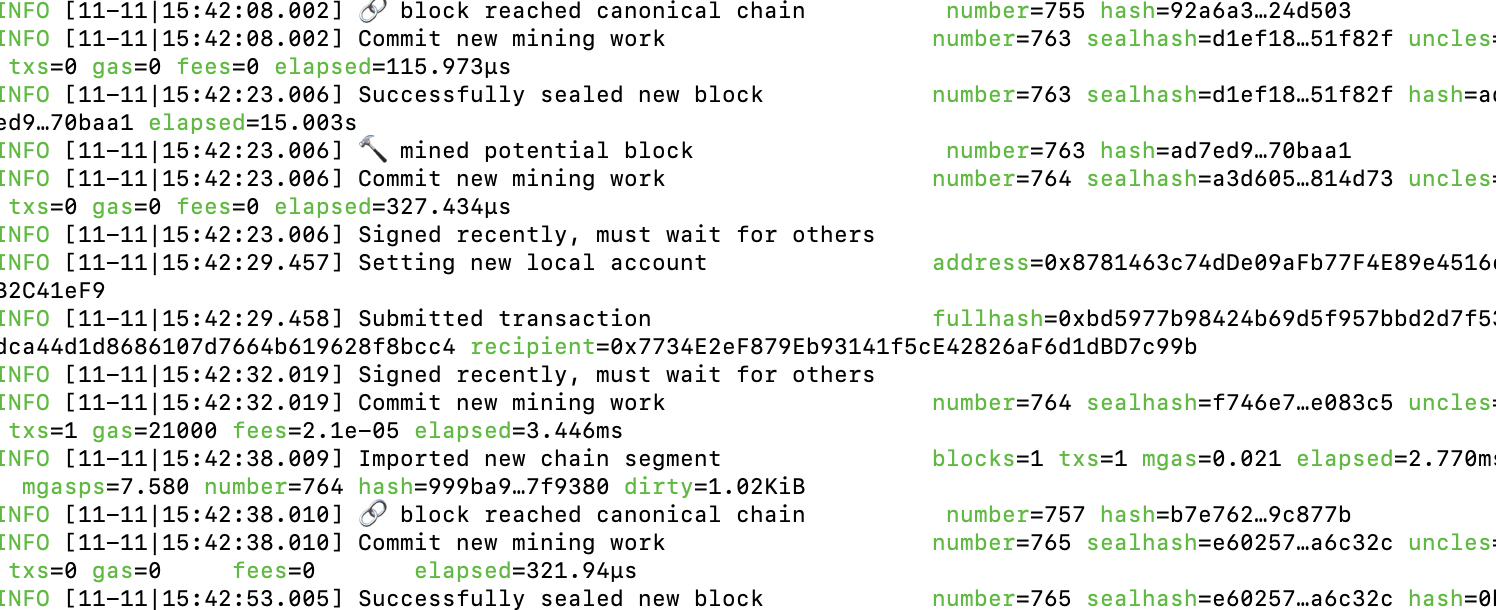 INFO [11-11|15:42:08.002] 🔗 block reached canonical chain          number=755 hash=92a6a3…24d503
INFO [11-11|15:42:08.002] Commit new mining work                   number=763 sealhash=d1ef18…51f82f uncles=
txs=0 gas=0 fees=0 elapsed=115.973µs
INFO [11-11|15:42:23.006] Successfully sealed new block            number=763 sealhash=d1ef18…51f82f hash=ad
ed9…70baa1 elapsed=15.003s
INFO [11-11|15:42:23.006] 🔨 mined potential block                  number=763 hash=ad7ed9…70baa1
INFO [11-11|15:42:23.006] Commit new mining work                   number=764 sealhash=a3d605…814d73 uncles=
txs=0 gas=0 fees=0 elapsed=327.434µs
INFO [11-11|15:42:23.006] Signed recently, must wait for others
INFO [11-11|15:42:29.457] Setting new local account                address=0x8781463c74dDe09aFb77F4E89e4516
B2C41eF9
INFO [11-11|15:42:29.458] Submitted transaction                    fullhash=0xbd5977b98424b69d5f957bbd2d7f53
dca44d1d8686107d7664b619628f8bcc4 recipient=0x7734E2eF879Eb93141f5cE42826aF6d1dBD7c99b
INFO [11-11|15:42:32.019] Signed recently, must wait for others
INFO [11-11|15:42:32.019] Commit new mining work                   number=764 sealhash=f746e7…e083c5 uncles=
txs=1 gas=21000 fees=2.1e-05 elapsed=3.446ms
INFO [11-11|15:42:38.009] Imported new chain segment               blocks=1 txs=1 mgas=0.021 elapsed=2.770ms
mgasps=7.580 number=764 hash=999ba9…7f9380 dirty=1.02KiB
INFO [11-11|15:42:38.010] 🔗 block reached canonical chain          number=757 hash=b7e762…9c877b
INFO [11-11|15:42:38.010] Commit new mining work                   number=765 sealhash=e60257…a6c32c uncles=
txs=0 gas=0     fees=0       elapsed=321.94µs
INFO [11-11|15:42:53.005] Successfully sealed new block            number=765 sealhash=e60257…a6c32c hash=0